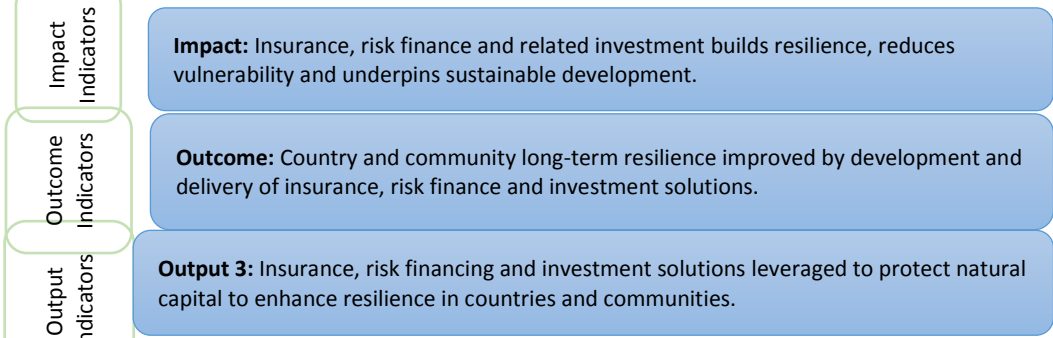 Impact
Indicators
Impact: Insurance, risk finance and related investment builds resilience, reduces
vulnerability and underpins sustainable development.
Outcome
Indicators
Outcome: Country and community long-term resilience improved by development and
delivery of insurance, risk finance and investment solutions.
Output
ndicators
Output 3: Insurance, risk financing and investment solutions leveraged to protect natural
capital to enhance resilience in countries and communities.